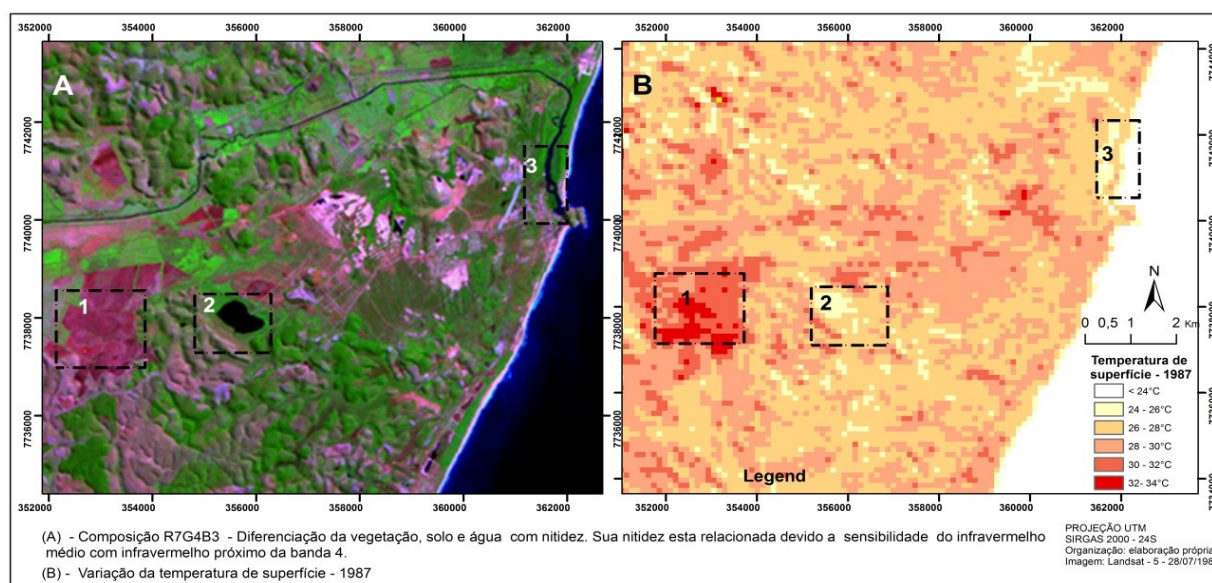 352000 354000 356000 358000 360000 362000
352000 354000 356000 358000 360000 362000
A
B
7742000
7740000
7738000
7736000
1
2
3
1
2
3
7744000
7742000
7740000
7738000
7736000
7734000
N
0 0,5 1 2 Km
Temperatura de
superfície - 1987
< 24°C
24 - 26°C
26 - 28°C
28 - 30°C
30 - 32°C
32- 34°C
Legend
352000 354000 356000 358000 360000 362000
352000 354000 356000 358000 360000 362000
(A) - Composição R7G4B3 - Diferenciação da vegetação, solo e água com nitidez. Sua nitidez esta relacionada devido a sensibilidade do infravermelho
médio com infravermelho próximo da banda 4.
(B) - Variação da temperatura de superfície - 1987
PROJEÇÃO UTM
SIRGAS 2000 - 24S
Organização: elaboração própria
Imagem: Landsat - 5 - 28/07/198